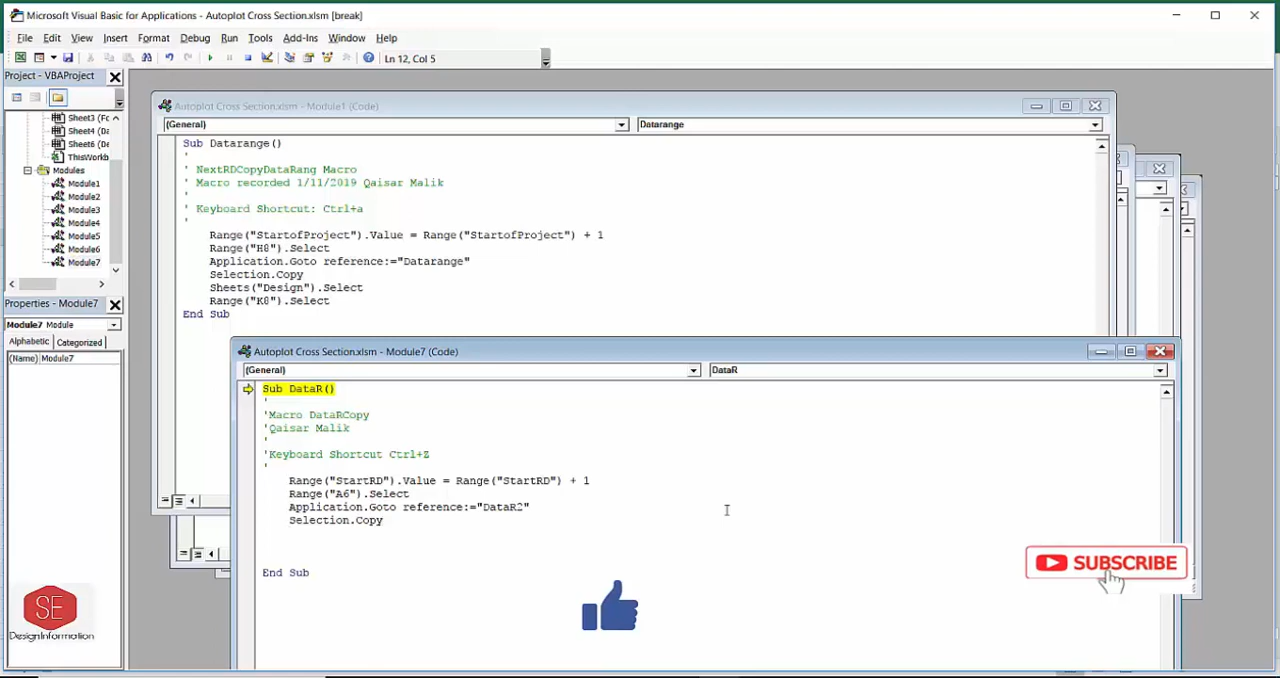 Microsoft Visual Basic for Applications - Autoplot Cross Section.xlsm [break]
File Edit View Insert Format Debug Run Tools Add-Ins Window Help
Ln 12, Col 5
Project - VBAProject
Sheet3 (Fo
Sheet4 (Da
Sheet6 (De
ThisWorkb
Modules
Module1
Module2
Module3
Module4
Module5
Module6
Module7
Properties - Module7
Module7 Module
Alphabetic Categorized
(Name) Module7
Autoplot Cross Section.xlsm - Module1 (Code)
(General) Datarange
Sub Datarange()
'
' NextRDCopyDataRang Macro
' Macro recorded 1/11/2019 Qaisar Malik
'
' Keyboard Shortcut: Ctrl+a
'
Range("StartofProject").Value = Range("StartofProject") + 1
Range("H8").Select
Application.Goto reference:="Datarange"
Selection.Copy
Sheets("Design").Select
Range("K8").Select
End Sub
Autoplot Cross Section.xlsm - Module7 (Code)
(General) DataR
Sub DataR()
'
'Macro DataRCopy
'Qaisar Malik
'
'Keyboard Shortcut Ctrl+Z
'
Range("StartRD").Value = Range("StartRD") + 1
Range("A6").Select
Application.Goto reference:="DataR2"
Selection.Copy
End Sub
SUBSCRIBE
SE
DesignInformation